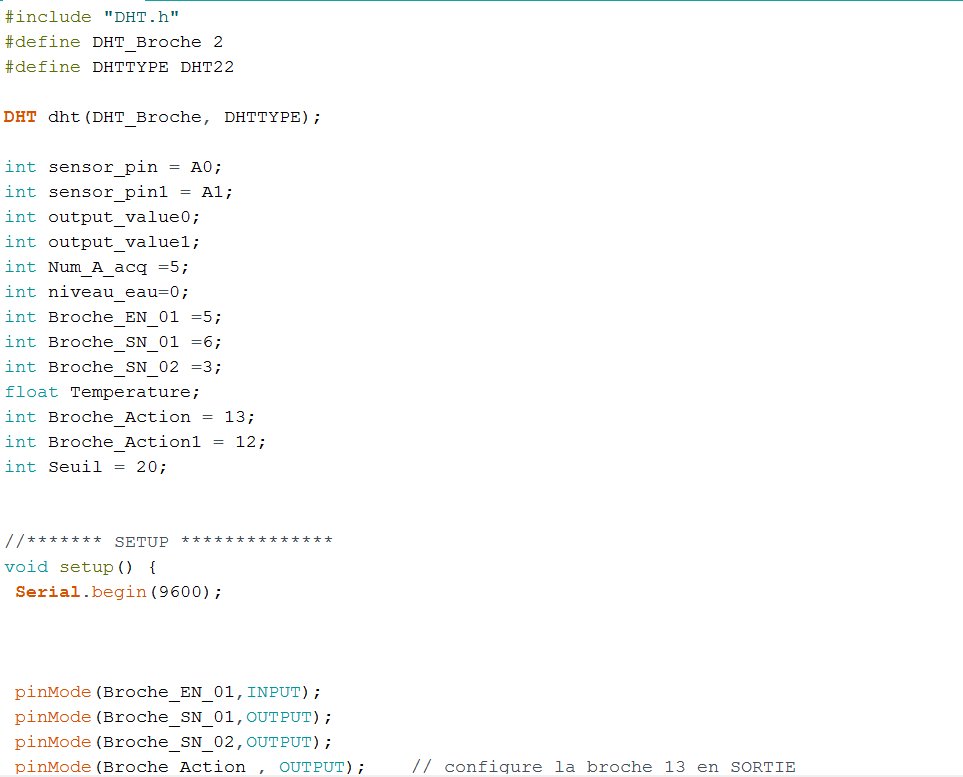 #include "DHT.h"
#define DHT_Broche 2
#define DHTTYPE DHT22
DHT dht(DHT_Broche, DHTTYPE);
int sensor_pin = A0;
int sensor_pin1 = A1;
int output_value0;
int output_value1;
int Num_A_acq =5;
int niveau_eau=0;
int Broche_EN_01 =5;
int Broche_SN_01 =6;
int Broche_SN_02 =3;
float Temperature;
int Broche_Action = 13;
int Broche_Action1 = 12;
int Seuil = 20;
//******* SETUP **************
void setup() {
Serial.begin(9600);
pinMode(Broche_EN_01,INPUT);
pinMode(Broche_SN_01,OUTPUT);
pinMode(Broche_SN_02,OUTPUT);
pinMode(Broche_Action , OUTPUT); // configure la broche 13 en SORTIE